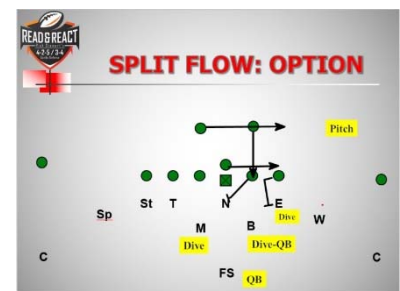 READ & REACT
4-2-5 / 3-4
SPLIT FLOW: OPTION
Pitch
St T N E
Sp Dive W
M B
Dive Dive-QB
C C
FS QB